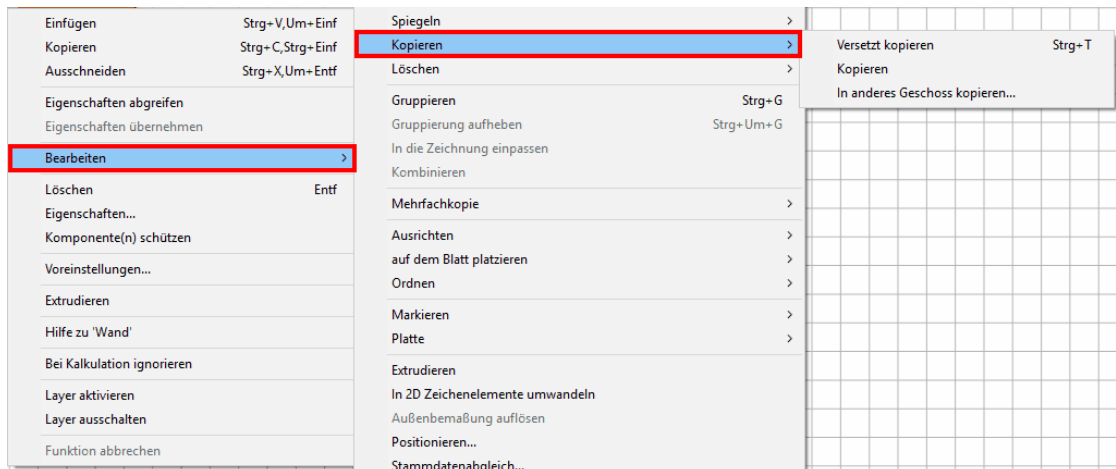 Einfügen Strg+V,Um+Einf
Kopieren Strg+C,Strg+Einf
Ausschneiden Strg+X,Um+Entf
Eigenschaften abgreifen
Eigenschaften übernehmen
Bearbeiten >
Löschen Entf
Eigenschaften...
Komponente(n) schützen
Voreinstellungen...
Extrudieren
Hilfe zu 'Wand'
Bei Kalkulation ignorieren
Layer aktivieren
Layer ausschalten
Funktion abbrechen
Spiegeln >
Kopieren >
Löschen >
Gruppieren Strg+G
Gruppierung aufheben Strg+Um+G
In die Zeichnung einpassen
Kombinieren
Mehrfachkopie >
Ausrichten >
auf dem Blatt platzieren >
Ordnen >
Markieren >
Platte >
Extrudieren
In 2D Zeichenelemente umwandeln
Außenbemaßung auflösen
Positionieren...
Stammdatenabgleich...
Versetzt kopieren Strg+T
Kopieren
In anderes Geschoss kopieren...